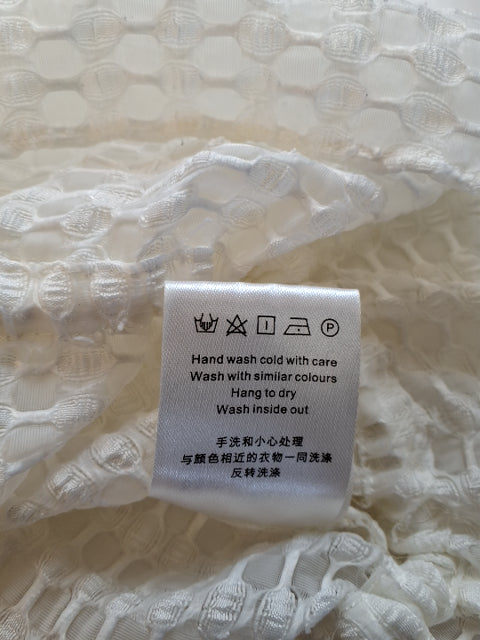 P
Hand wash cold with care
Wash with similar colours
Hang to dry
Wash inside out
手洗和小心处理
与颜色相近的衣物一同洗涤
反转洗涤